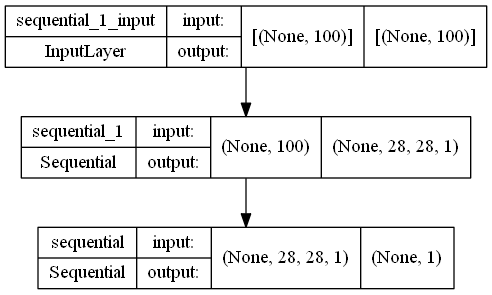 sequential_1_input input: [(None, 100)] [(None, 100)]
InputLayer output:
sequential_1 input: (None, 100) (None, 28, 28, 1)
Sequential output:
sequential input: (None, 28, 28, 1) (None, 1)
Sequential output: